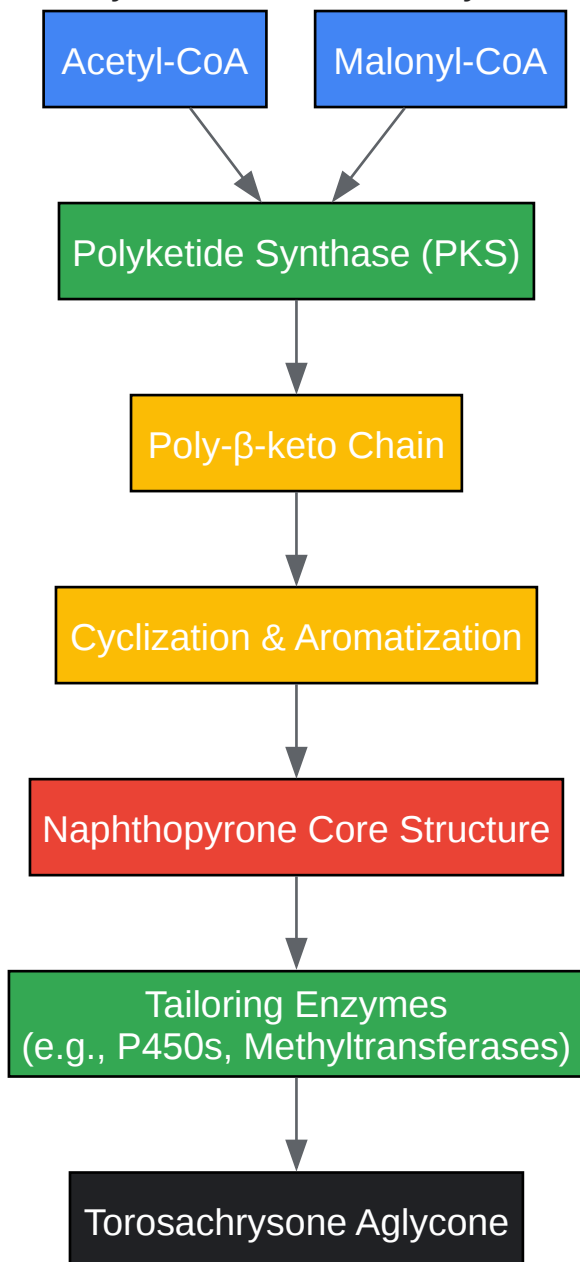 Acetyl-CoA
Malonyl-CoA
Polyketide Synthase (PKS)
Poly-β-keto Chain
Cyclization & Aromatization
Naphthopyrone Core Structure
Tailoring Enzymes
(e.g., P450s, Methyltransferases)
Torosachrysone Aglycone